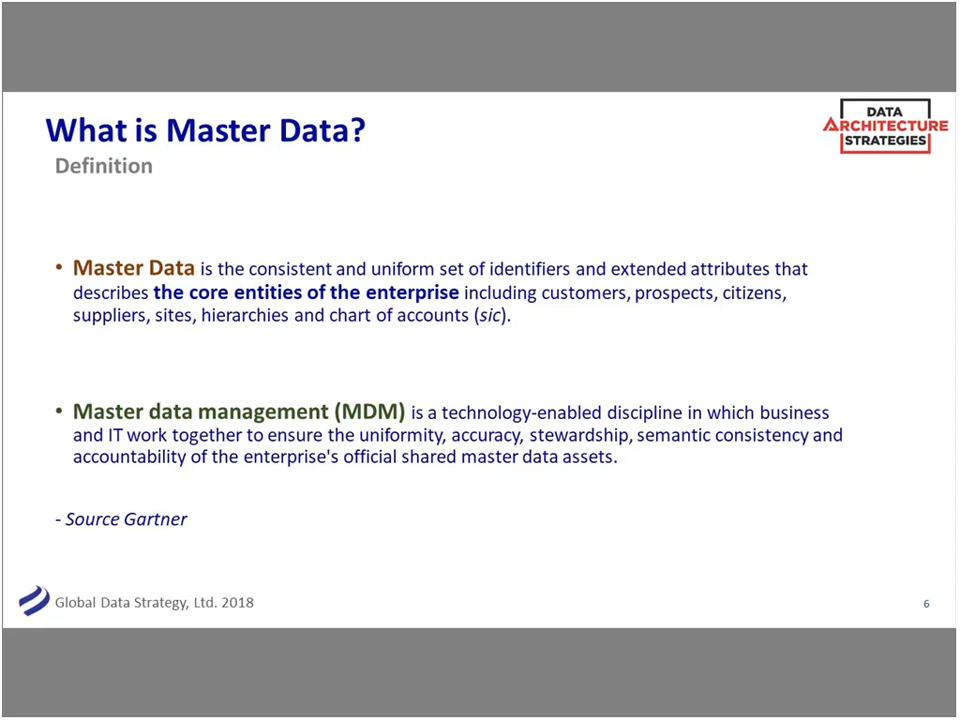 What is Master Data?
Definition
DATA
ARCHITECTURE
STRATEGIES
• Master Data is the consistent and uniform set of identifiers and extended attributes that
describes the core entities of the enterprise including customers, prospects, citizens,
suppliers, sites, hierarchies and chart of accounts (sic).
• Master data management (MDM) is a technology-enabled discipline in which business
and IT work together to ensure the uniformity, accuracy, stewardship, semantic consistency and
accountability of the enterprise's official shared master data assets.
- Source Gartner
Global Data Strategy, Ltd. 2018
6